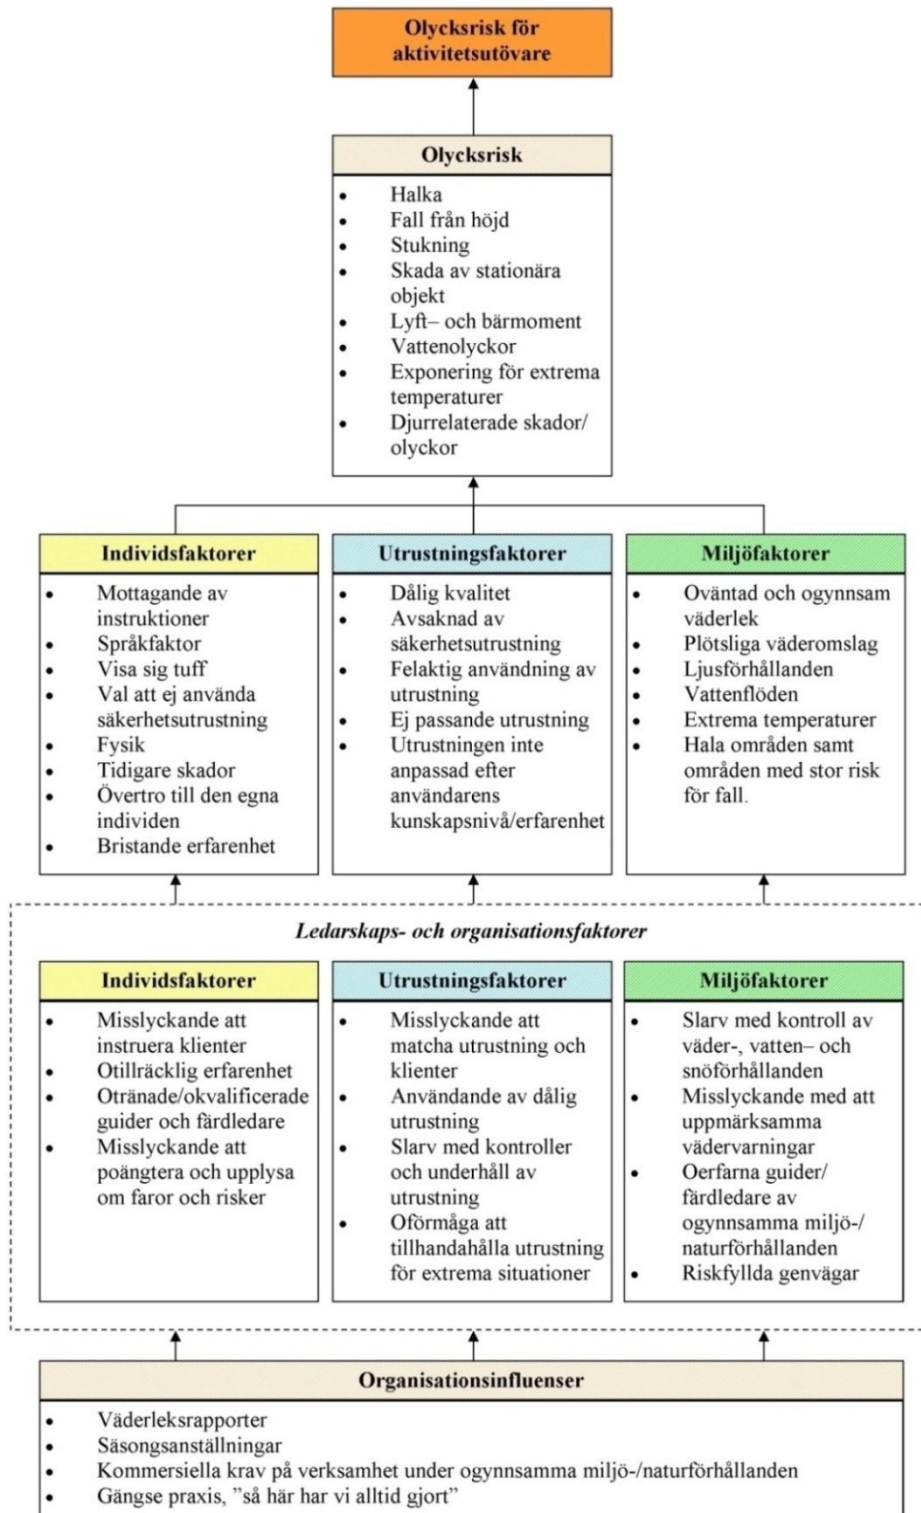 Olycksrisk för
aktivitetsutövare
Olycksrisk
• Halka
• Fall från höjd
• Stukning
• Skada av stationära
objekt
• Lyft– och bärmoment
• Vattenolyckor
• Exponering för extrema
temperaturer
• Djurrelaterade skador/
olyckor
Individsfaktorer
• Mottagande av
instruktioner
• Språkfaktor
• Visa sig tuff
• Val att ej använda
säkerhetsutrustning
• Fysik
• Tidigare skador
• Övertro till den egna
individen
• Bristande erfarenhet
Utrustningsfaktorer
• Dålig kvalitet
• Avsaknad av
säkerhetsutrustning
• Felaktig användning av
utrustning
• Ej passande utrustning
• Utrustningen inte
anpassad efter
användarens
kunskapsnivå/erfarenhet
Miljöfaktorer
• Oväntad och ogynnsam
väderlek
• Plötsliga väderomslag
• Ljusförhållanden
• Vattenflöden
• Extrema temperaturer
• Hala områden samt
områden med stor risk
för fall.
Ledarskaps- och organisationsfaktorer
Individsfaktorer
• Misslyckande att
instruera klienter
• Otillräcklig erfarenhet
• Otränade/okvalificerade
guider och färdledare
• Misslyckande att
poängtera och upplysa
om faror och risker
Utrustningsfaktorer
• Misslyckande att
matcha utrustning och
klienter
• Användande av dålig
utrustning
• Slarv med kontroller
och underhåll av
utrustning
• Oförmåga att
tillhandahålla utrustning
för extrema situationer
Miljöfaktorer
• Slarv med kontroll av
väder-, vatten– och
snöförhållanden
• Misslyckande med att
uppmärksamma
vädervarningar
• Oerfarna guider/
färdledare av
ogynnsamma miljö-/
naturförhållanden
• Riskfyllda genvägar
Organisationsinfluenser
• Väderleksrapporter
• Säsongsanställningar
• Kommersiella krav på verksamhet under ogynnsamma miljö-/naturförhållanden
• Gängse praxis, ”så här har vi alltid gjort”